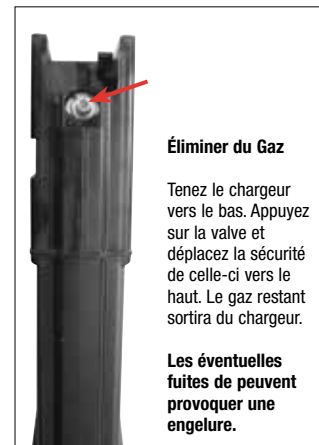 Éliminer du Gaz
Tenez le chargeur
vers le bas. Appuyez
sur la valve et
déplacez la sécurité
de celle-ci vers le
haut. Le gaz restant
sortira du chargeur.
Les éventuelles
fuites de peuvent
provoquer une
engelure.